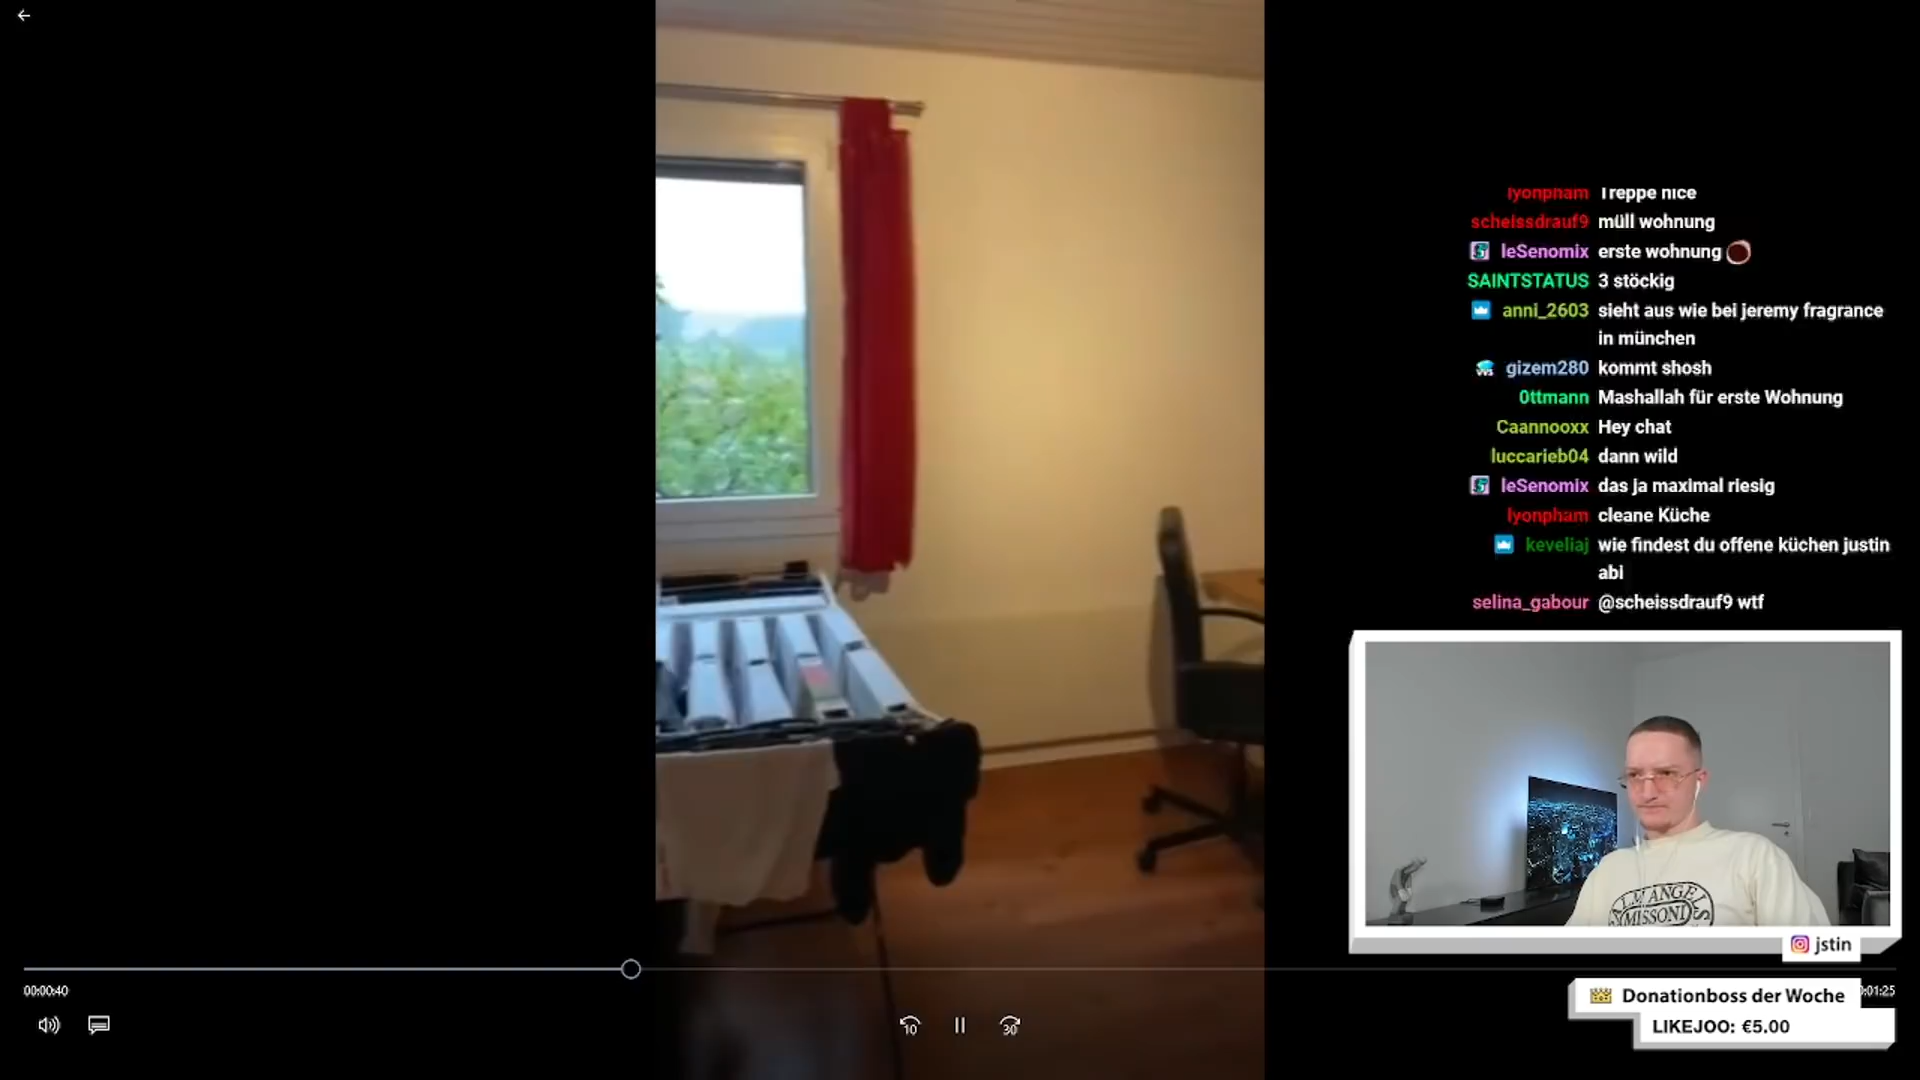 lyonpham Treppe nice
scheissdrauf9 müll wohnung
leSenomix erste wohnung
SAINTSTATUS 3 stöckig
anni_2603 sieht aus wie bei jeremy fragrance
in münchen
gizem280 kommt shosh
0ttmann Mashallah für erste Wohnung
Caannooxx Hey chat
luccarieb04 dann wild
leSenomix das ja maximal riesig
lyonpham cleane Küche
keveliaj wie findest du offene küchen justin
abi
selina_gabour @scheissdrauf9 wtf
MISSONI
jstin
00:00:40
:01:25
Donationboss der Woche
LIKEJOO: €5.00
10
30